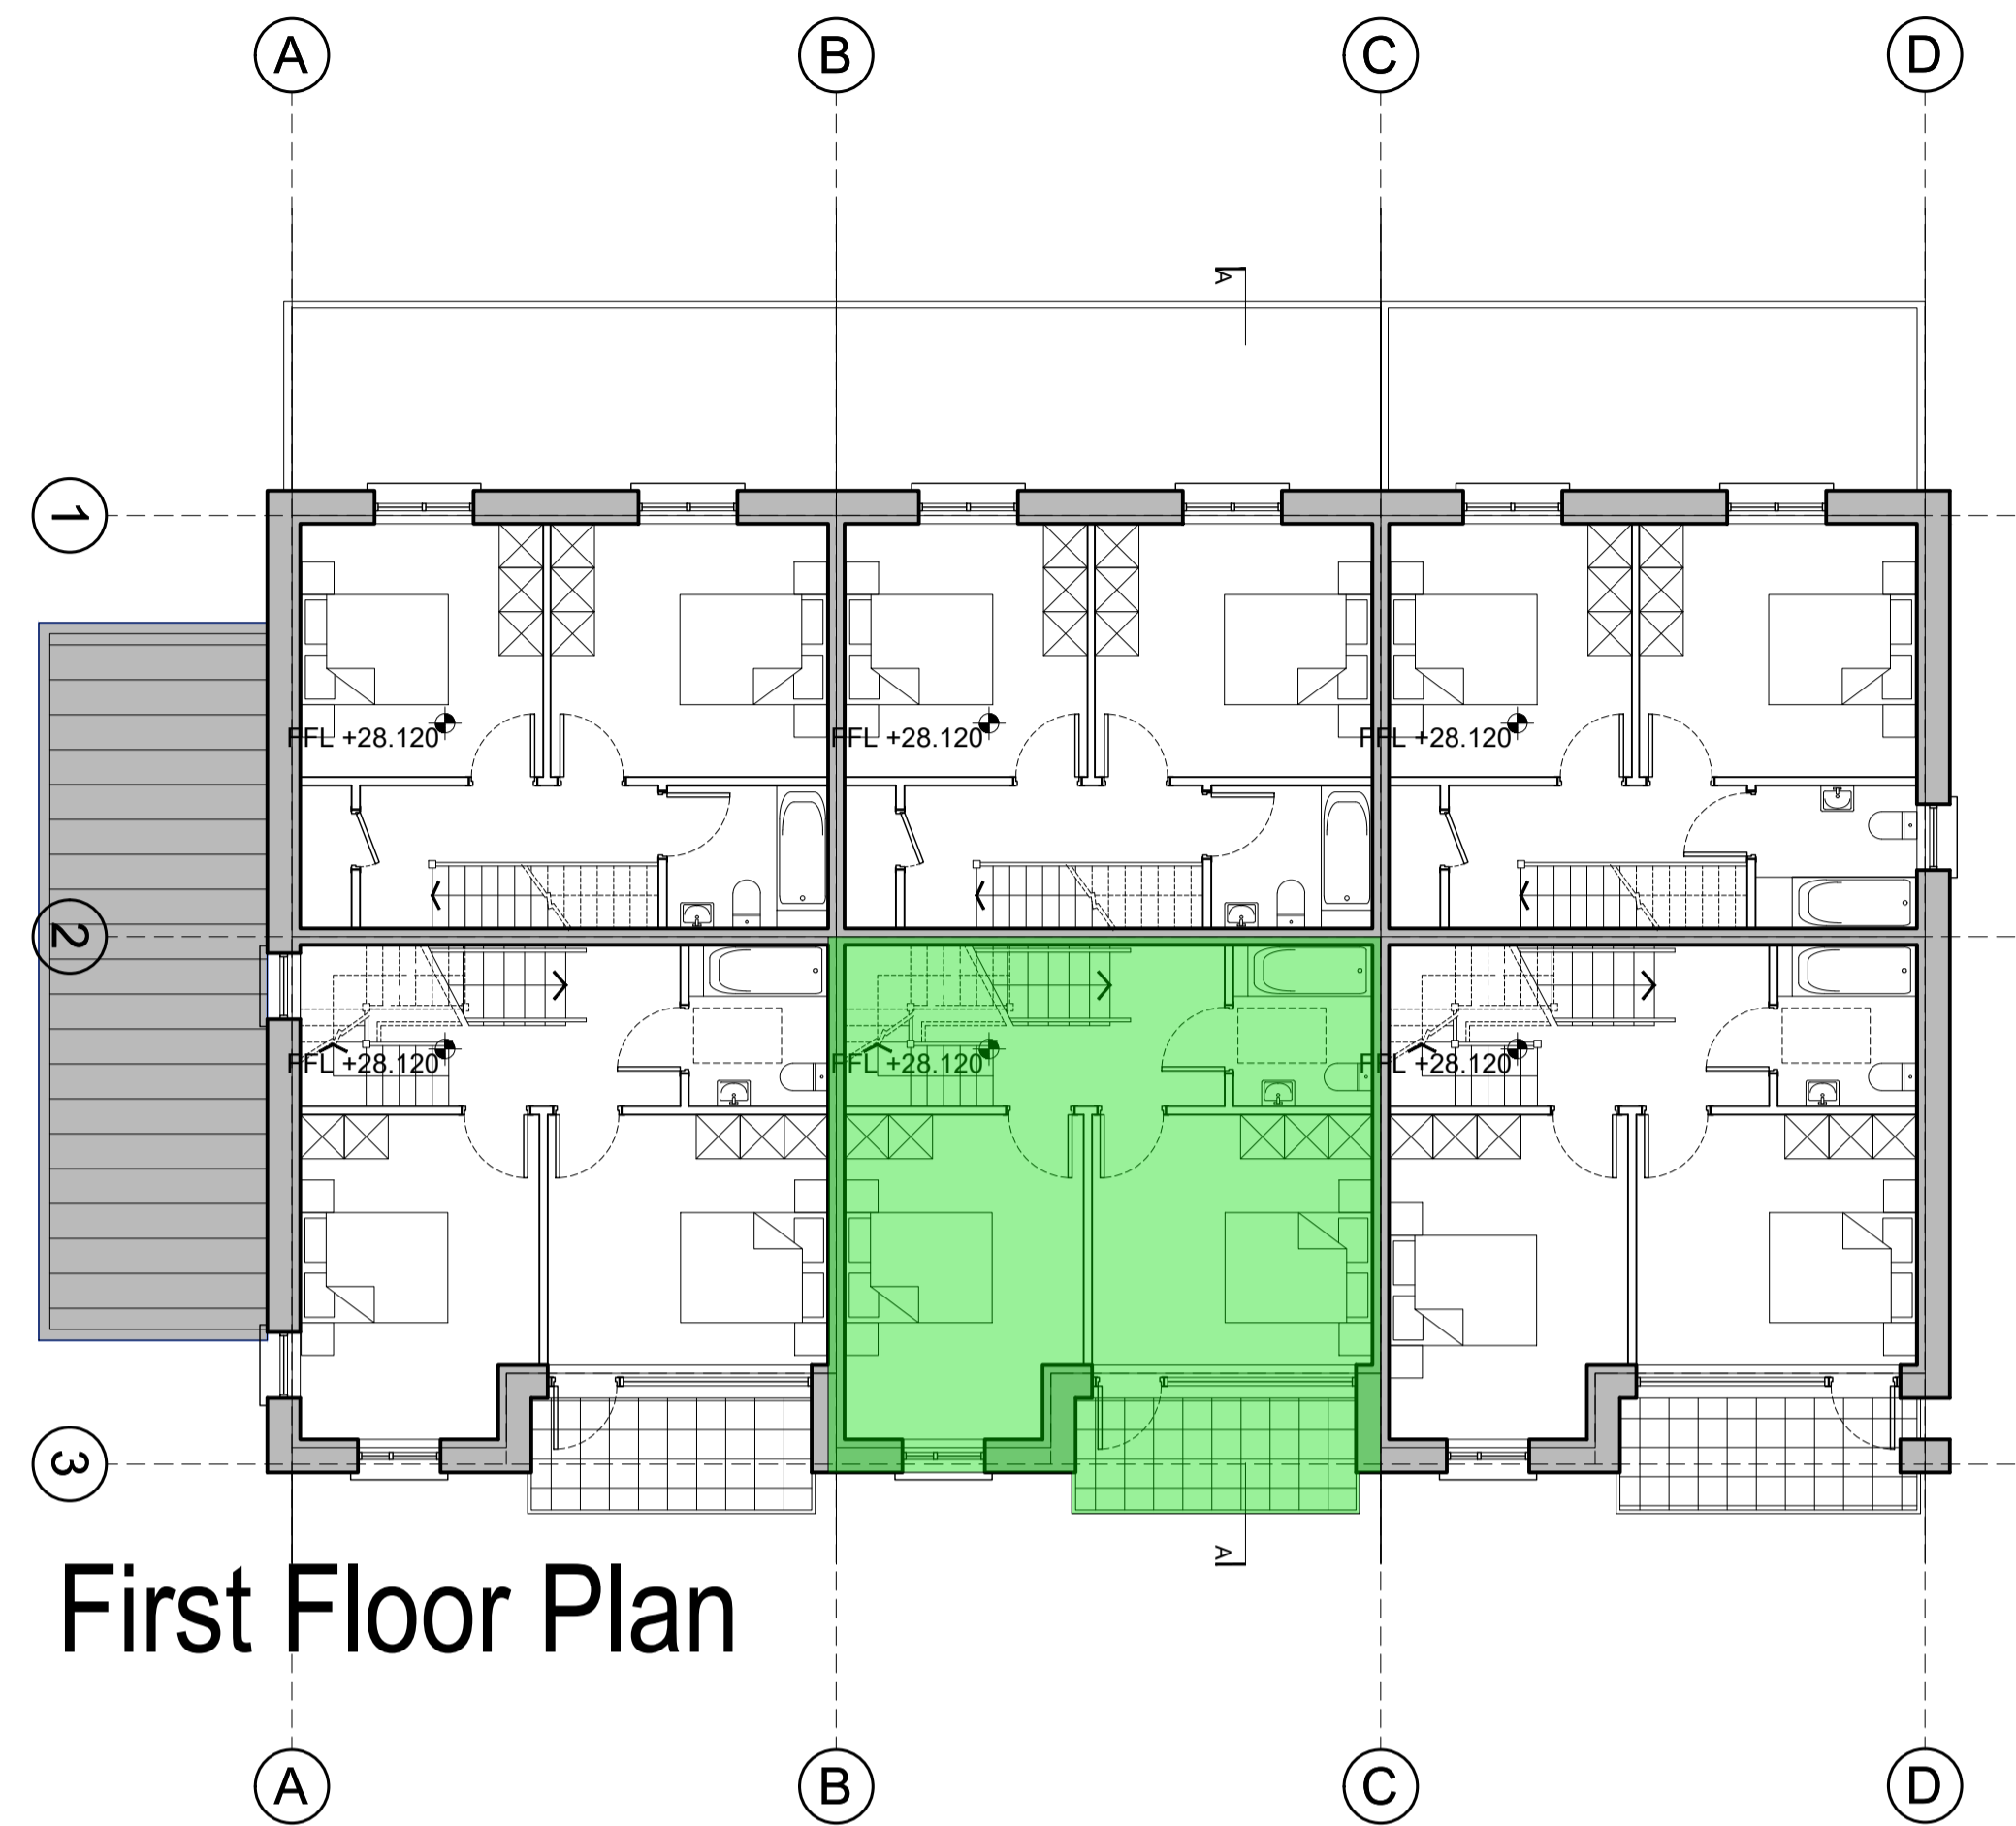 A B C D
A
1
FFL +28.120 FFL +28.120 FFL +28.120
2
FFL +28.120 FFL +28.120 FFL +28.120
3
A
First Floor Plan
A B C D